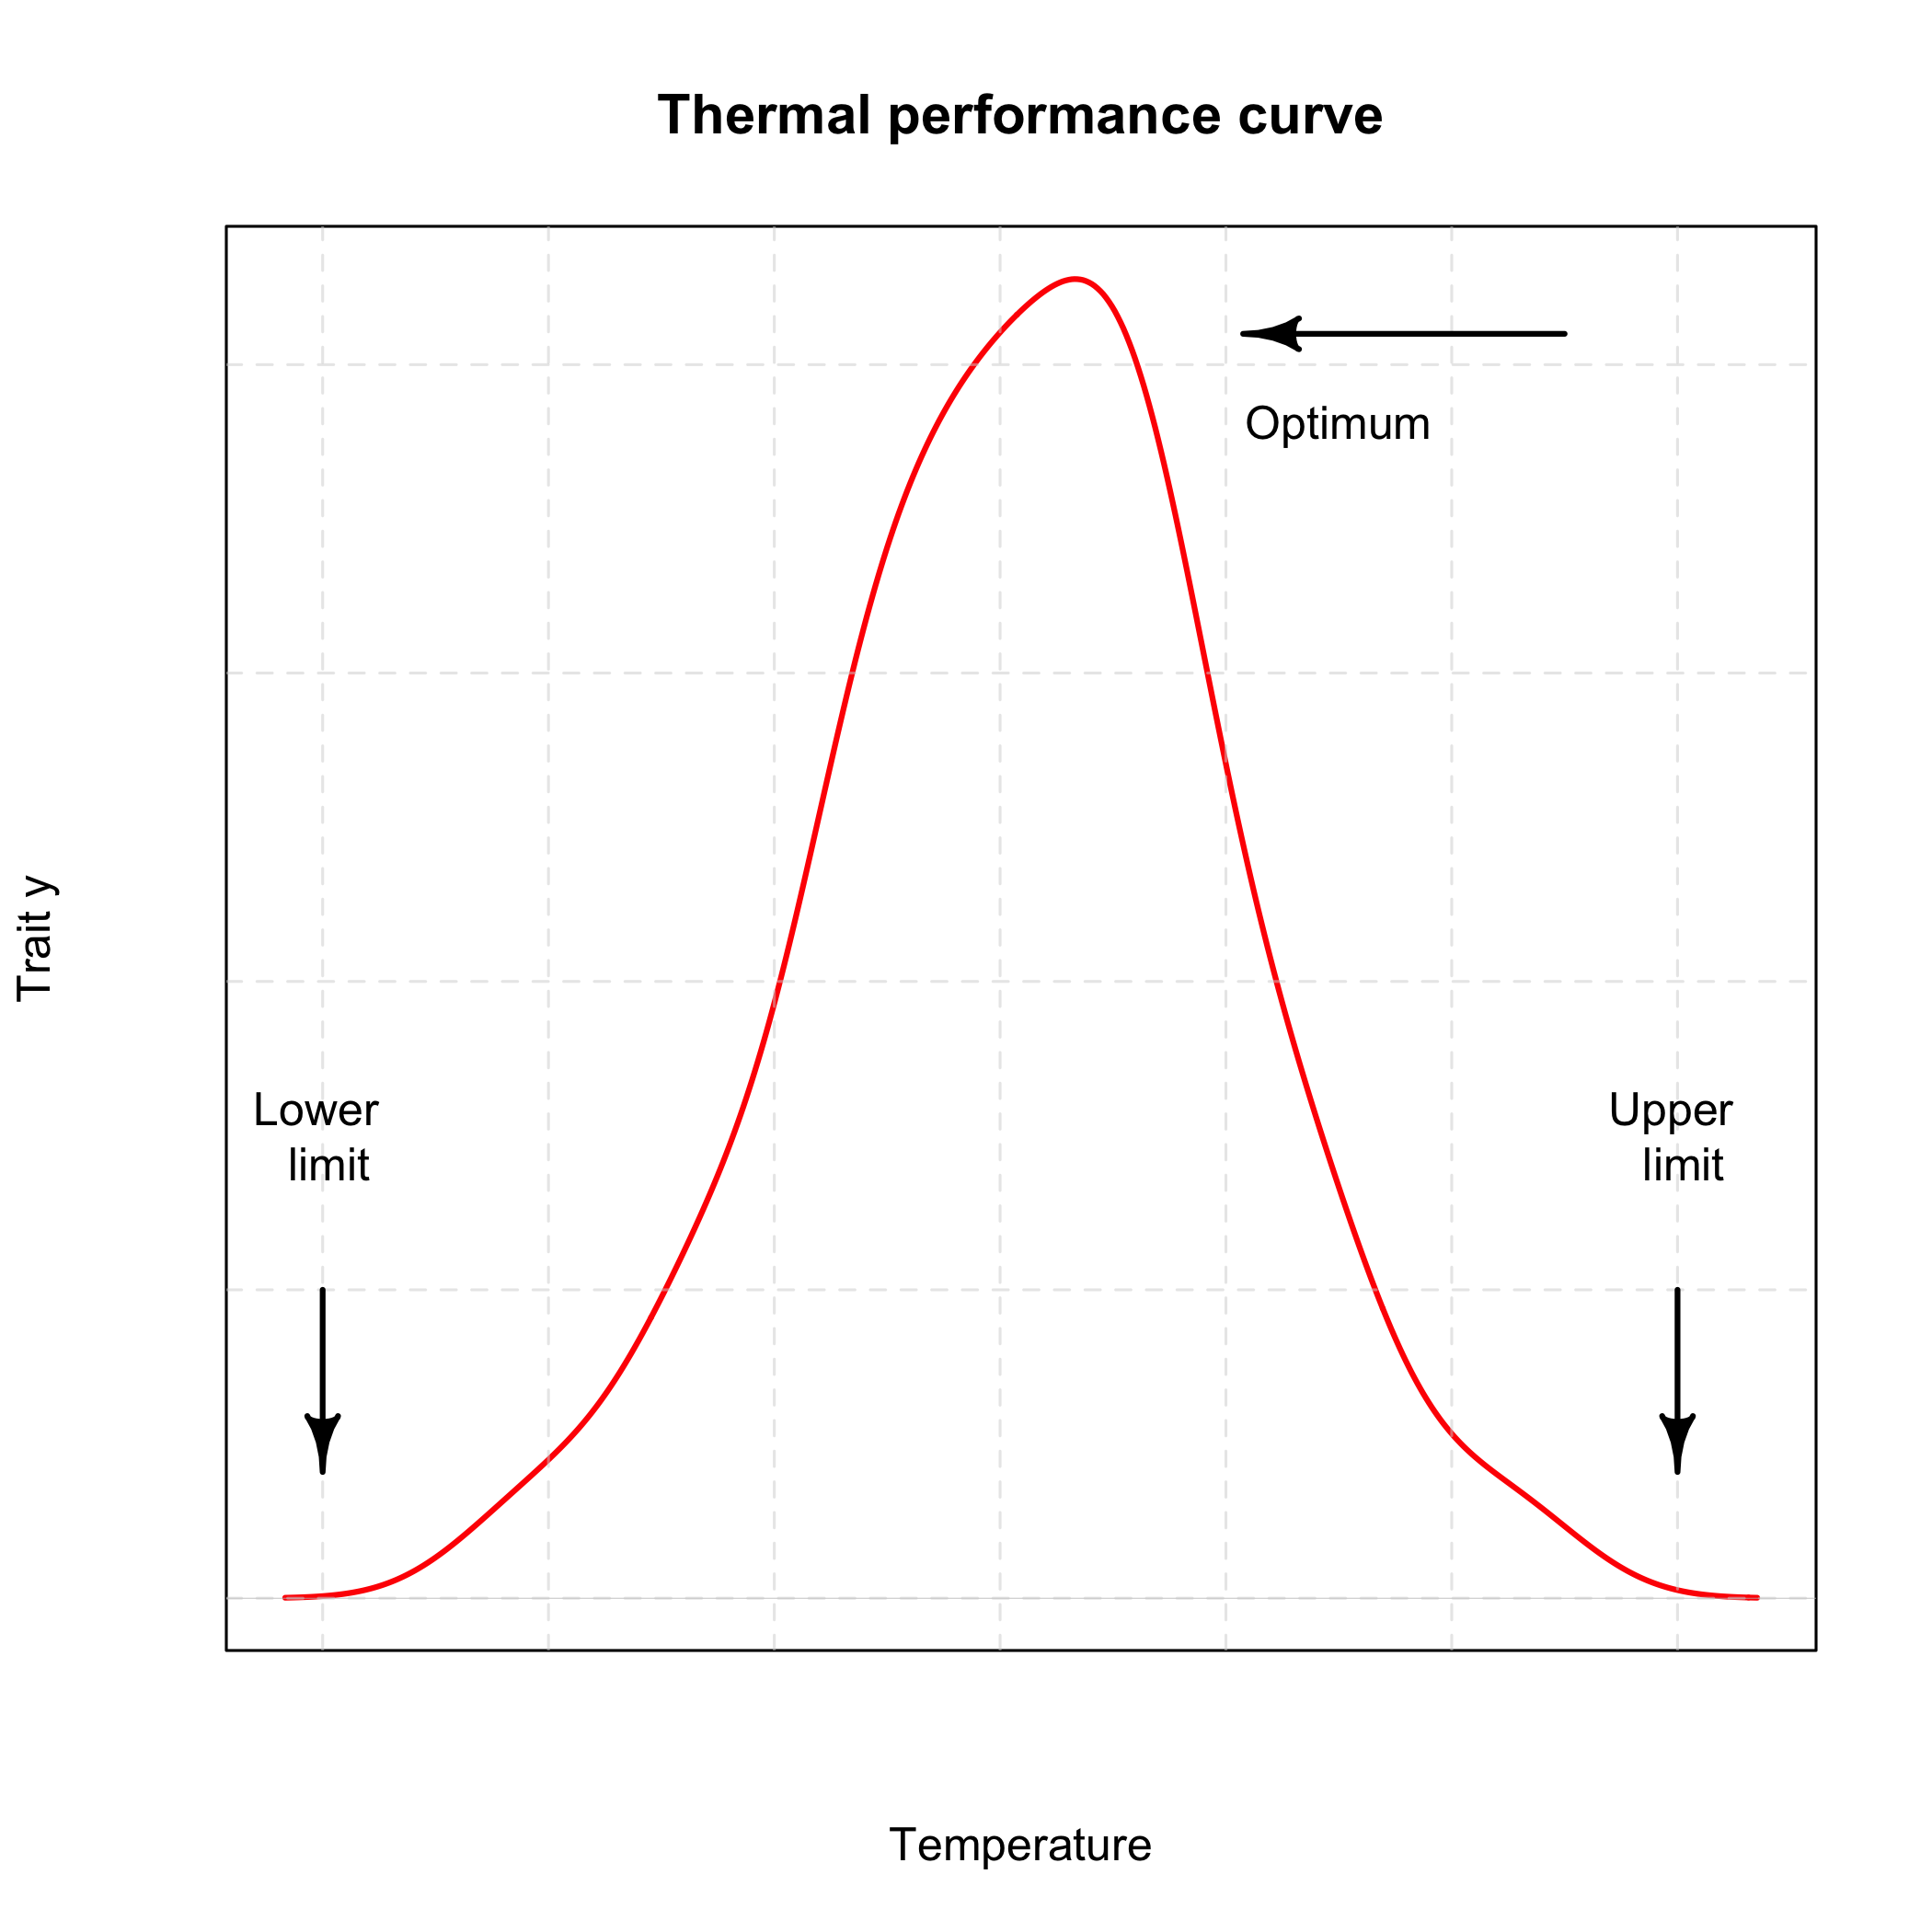 Thermal performance curve
Optimum
Trait y
Lower
limit
Upper
limit
Temperature